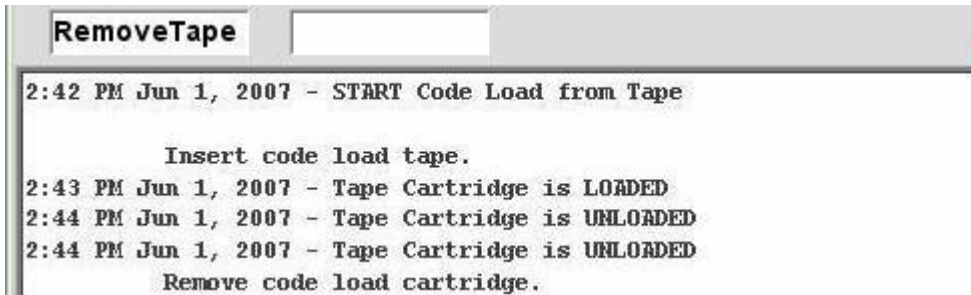 RemoveTape
2:42 PM Jun 1, 2007 - START Code Load from Tape
Insert code load tape.
2:43 PM Jun 1, 2007 - Tape Cartridge is LOADED
2:44 PM Jun 1, 2007 - Tape Cartridge is UNLOADED
2:44 PM Jun 1, 2007 - Tape Cartridge is UNLOADED
Remove code load cartridge.